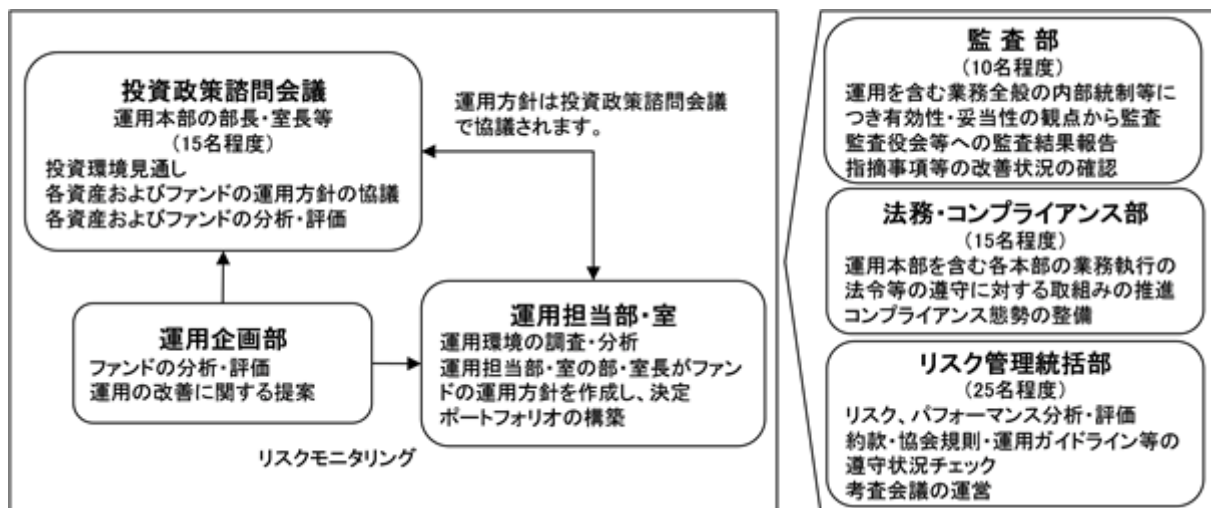 投資政策諮問会議
運用本部の部長・室長等
(15名程度)
投資環境見通し
各資産およびファンドの運用方針の協議
各資産およびファンドの分析・評価
運用方針は投資政策諮問会議
で協議されます。
運用企画部
ファンドの分析・評価
運用の改善に関する提案
運用担当部・室
運用環境の調査・分析
運用担当部・室の部・室長がファン
ドの運用方針を作成し、決定
ポートフォリオの構築
リスクモニタリング
監 査 部
(10名程度)
運用を含む業務全般の内部統制等に
つき有効性・妥当性の観点から監査
監査役会等への監査結果報告
指摘事項等の改善状況の確認
法務・コンプライアンス部
(15名程度)
運用本部を含む各本部の業務執行の
法令等の遵守に対する取組みの推進
コンプライアンス態勢の整備
リスク管理統括部
(25名程度)
リスク、パフォーマンス分析・評価
約款・協会規則・運用ガイドライン等の
遵守状況チェック
考査会議の運営